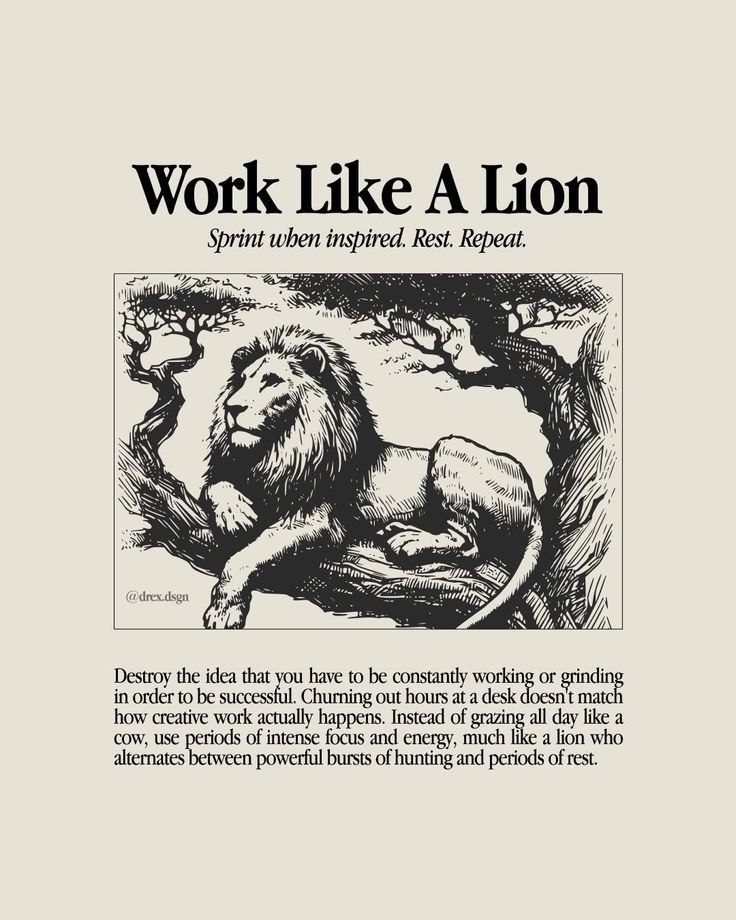 Work Like A Lion
Sprint when inspired. Rest. Repeat.
@drex.dsgn
Destroy the idea that you have to be constantly working or grinding
in order to be successful. Churning out hours at a desk doesn't match
how creative work actually happens. Instead of grazing all day like a
cow, use periods of intense focus and energy, much like a lion who
alternates between powerful bursts of hunting and periods of rest.